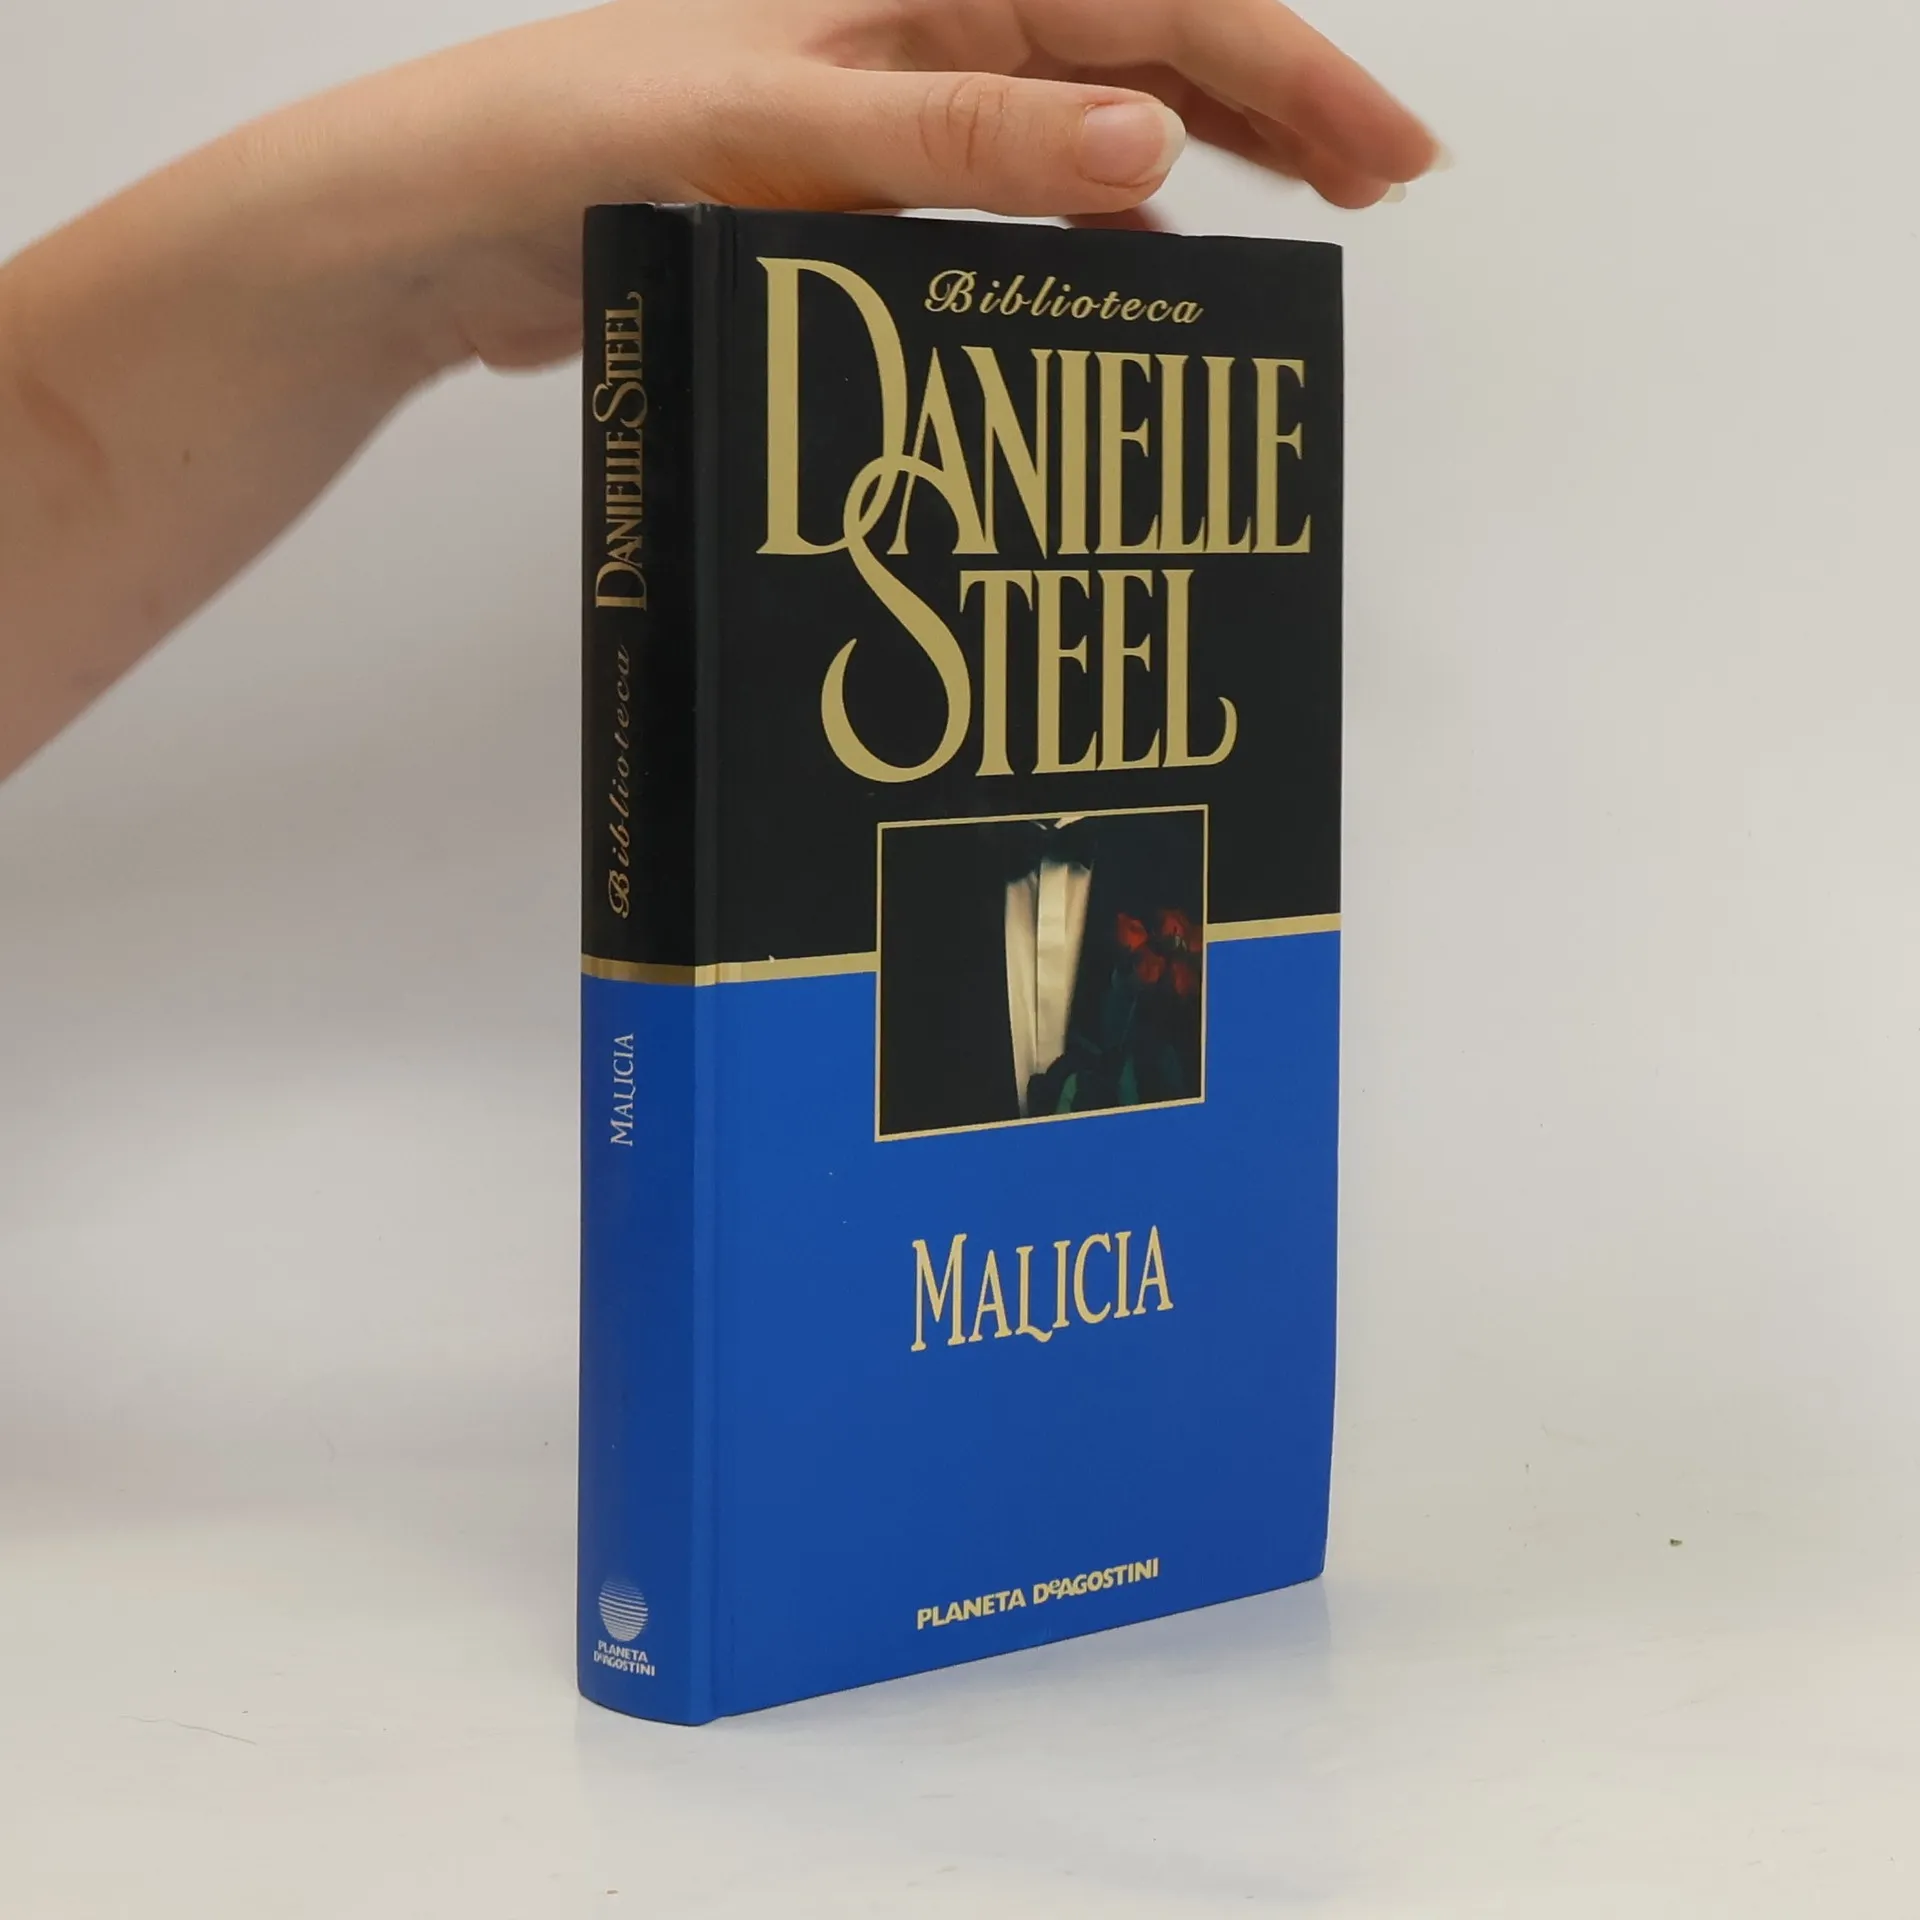 Biblioteca
DANIELLE
STEEL
MALICIA
PLANETA DeAGOSTINI
Biblioteca DANIELLE STEEL
MALICIA
PLANETA
DeAGOSTINI